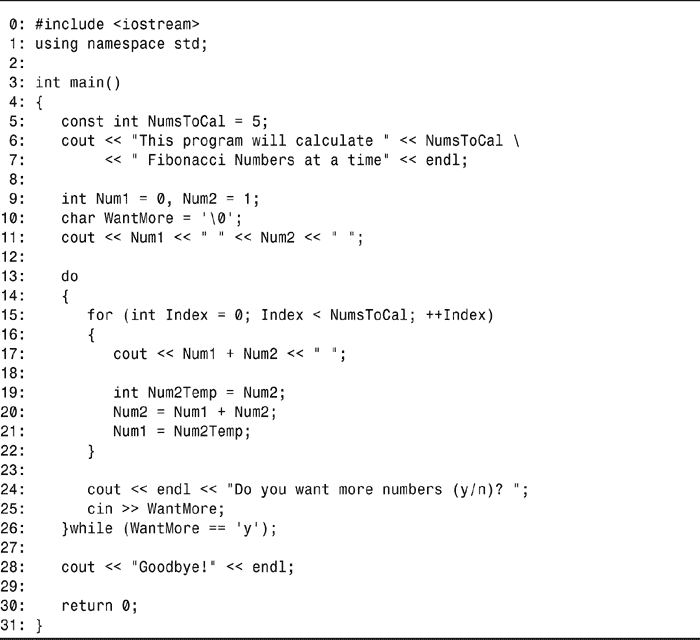 0: #include <iostream>
1: using namespace std;
2:
3: int main()
4: {
5:    const int NumsToCal = 5;
6:    cout << "This program will calculate " << NumsToCal \
7:         << " Fibonacci Numbers at a time" << endl;
8:
9:    int Num1 = 0, Num2 = 1;
10:    char WantMore = '\0';
11:    cout << Num1 << " " << Num2 << " ";
12:
13:    do
14:    {
15:       for (int Index = 0; Index < NumsToCal; ++Index)
16:       {
17:          cout << Num1 + Num2 << " ";
18:
19:          int Num2Temp = Num2;
20:          Num2 = Num1 + Num2;
21:          Num1 = Num2Temp;
22:       }
23:
24:       cout << endl << "Do you want more numbers (y/n)? ";
25:       cin >> WantMore;
26:    }while (WantMore == 'y');
27:
28:    cout << "Goodbye!" << endl;
29:
30:    return 0;
31: }